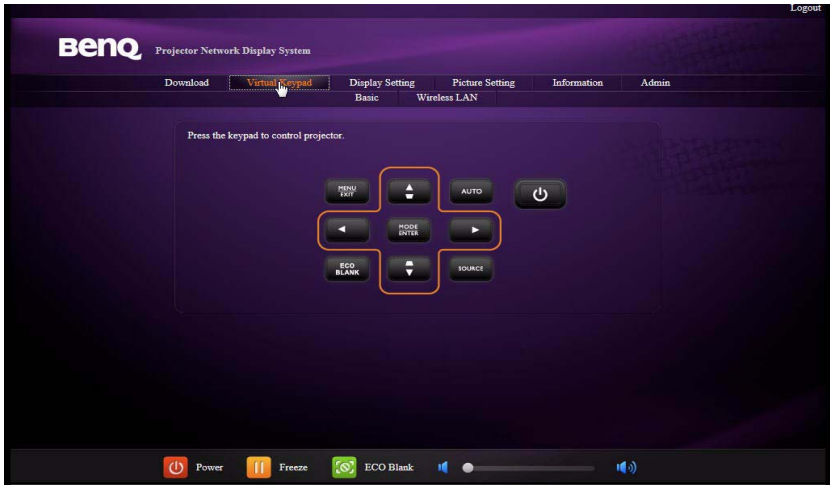 Logout
BenQ Projector Network Display System
Download Virtual Keypad Display Setting Picture Setting Information Admin
Basic Wireless LAN
Press the keypad to control projector.
MENU
EXIT
AUTO
MODE
ENTER
ECO
BLANK
SOURCE
Power Freeze ECO Blank